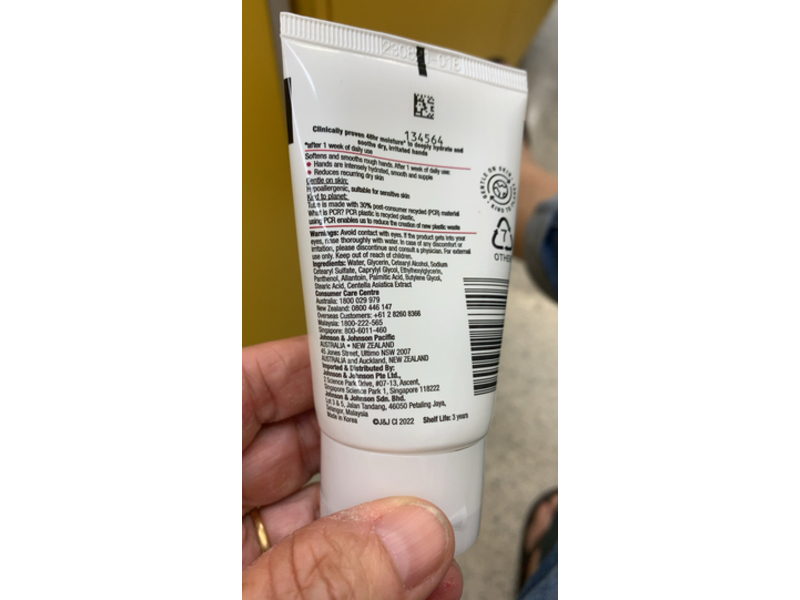 134564
Clinically proven 48hr moisture* to deeply hydrate and
soothe dry, irritated hands
*after 1 week of daily use
Softens and smooths rough hands. After 1 week of daily use:
• Hands are intensely hydrated, smooth and supple
• Reduces recurring dry skin
Gentle on skin:
Hypoallergenic, suitable for sensitive skin
Kind to planet:
Tube is made with 30% post-consumer recycled (PCR) material
What is PCR? PCR plastic is recycled plastic,
using PCR enables us to reduce the creation of new plastic waste
Warnings: Avoid contact with eyes. If the product gets into your
eyes, rinse thoroughly with water. In case of any discomfort or
irritation, please discontinue and consult a physician. For external
use only. Keep out of reach of children.
Ingredients: Water, Glycerin, Cetearyl Alcohol, Sodium
Cetearyl Sulfate, Caprylyl Glycol, Ethylhexylglycerin,
Panthenol, Allantoin, Palmitic Acid, Butylene Glycol,
Stearic Acid, Centella Asiatica Extract
Consumer Care Centre
Australia: 1800 029 979
New Zealand: 0800 446 147
Overseas Customers: +61 2 8260 8366
Malaysia: 1800-222-565
Singapore: 800-6011-460
Johnson & Johnson Pacific
AUSTRALIA • NEW ZEALAND
45 Jones Street, Ultimo NSW 2007
AUSTRALIA and Auckland, NEW ZEALAND
Imported & Distributed By:
Johnson & Johnson Pte Ltd.,
2 Science Park Drive, #07-13, Ascent,
Singapore Science Park 1, Singapore 118222
Johnson & Johnson Sdn. Bhd.
Lot 3 & 5, Jalan Tandang, 46050 Petaling Jaya,
Selangor, Malaysia
Made in Korea
©J&J CI 2022 Shelf Life: 3 years
GENTLE ON SKIN
OTHER